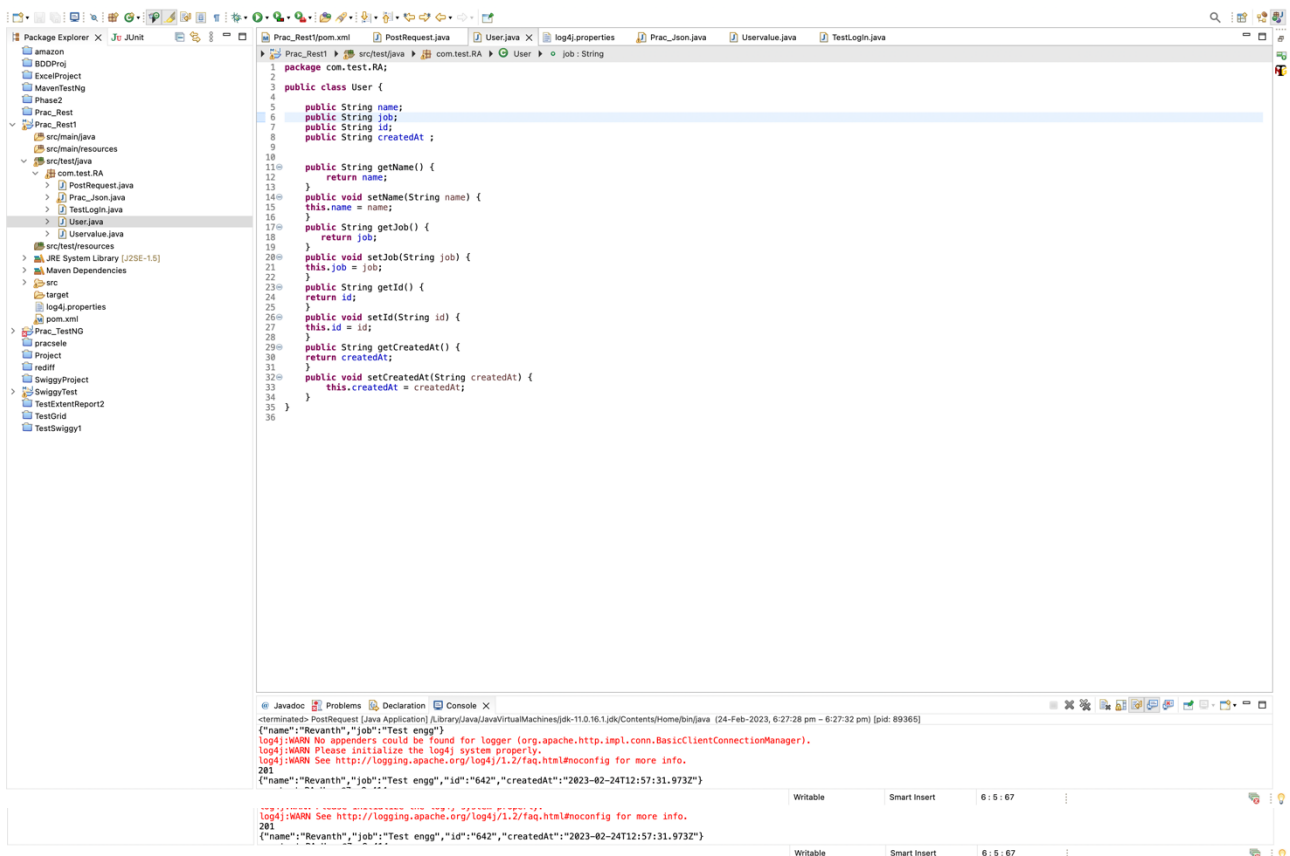 Package Explorer
JUnit
amazon
BDDProj
ExcelProject
MavenTestNg
Phase2
Prac_Rest
Prac_Rest1
src/main/java
src/main/resources
src/test/java
com.test.RA
PostRequest.java
Prac_Json.java
TestLogIn.java
User.java
Uservalue.java
src/test/resources
JRE System Library [J2SE-1.5]
Maven Dependencies
src
target
log4j.properties
pom.xml
Prac_TestNG
pracsele
Project
rediff
SwiggyProject
SwiggyTest
TestExtentReport2
TestGrid
TestSwiggy1
Prac_Rest1/pom.xml PostRequest.java User.java log4j.properties Prac_Json.java Uservalue.java TestLogIn.java
Prac_Rest1 src/test/java com.test.RA User job : String
1 package com.test.RA;
2
3 public class User {
4
5 public String name;
6 public String job;
7 public String id;
8 public String createdAt ;
9
10
11 public String getName() {
12 return name;
13 }
14 public void setName(String name) {
15 this.name = name;
16 }
17 public String getJob() {
18 return job;
19 }
20 public void setJob(String job) {
21 this.job = job;
22 }
23 public String getId() {
24 return id;
25 }
26 public void setId(String id) {
27 this.id = id;
28 }
29 public String getCreatedAt() {
30 return createdAt;
31 }
32 public void setCreatedAt(String createdAt) {
33 this.createdAt = createdAt;
34 }
35 }
36
Javadoc Problems Declaration Console
<terminated> PostRequest [Java Application] /Library/Java/JavaVirtualMachines/jdk-11.0.16.1.jdk/Contents/Home/bin/java (24-Feb-2023, 6:27:28 pm – 6:27:32 pm) [pid: 89365]
{"name":"Revanth","job":"Test engg"}
log4j:WARN No appenders could be found for logger (org.apache.http.impl.conn.BasicClientConnectionManager).
log4j:WARN Please initialize the log4j system properly.
log4j:WARN See http://logging.apache.org/log4j/1.2/faq.html#noconfig for more info.
201
{"name":"Revanth","job":"Test engg","id":"642","createdAt":"2023-02-24T12:57:31.973Z"}
Writable Smart Insert 6 : 5 : 67
log4j:WARN See http://logging.apache.org/log4j/1.2/faq.html#noconfig for more info.
201
{"name":"Revanth","job":"Test engg","id":"642","createdAt":"2023-02-24T12:57:31.973Z"}
Writable Smart Insert 6 : 5 : 67